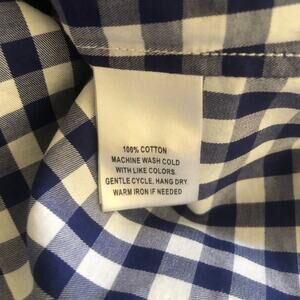 100% COTTON
MACHINE WASH COLD
WITH LIKE COLORS.
GENTLE CYCLE, HANG DRY.
WARM IRON IF NEEDED